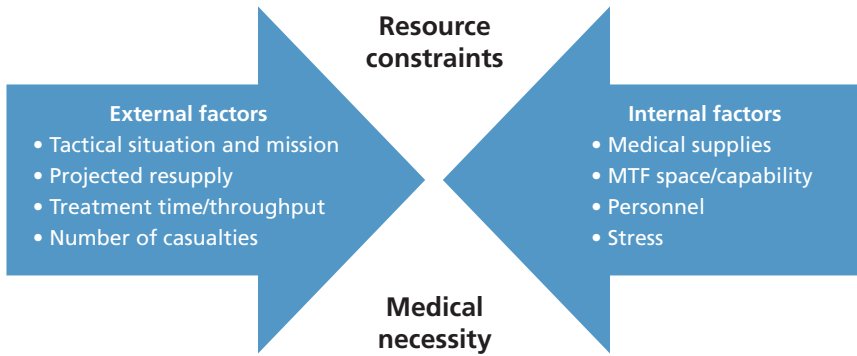 Resource
constraints
External factors
• Tactical situation and mission
• Projected resupply
• Treatment time/throughput
• Number of casualties
Internal factors
• Medical supplies
• MTF space/capability
• Personnel
• Stress
Medical
necessity